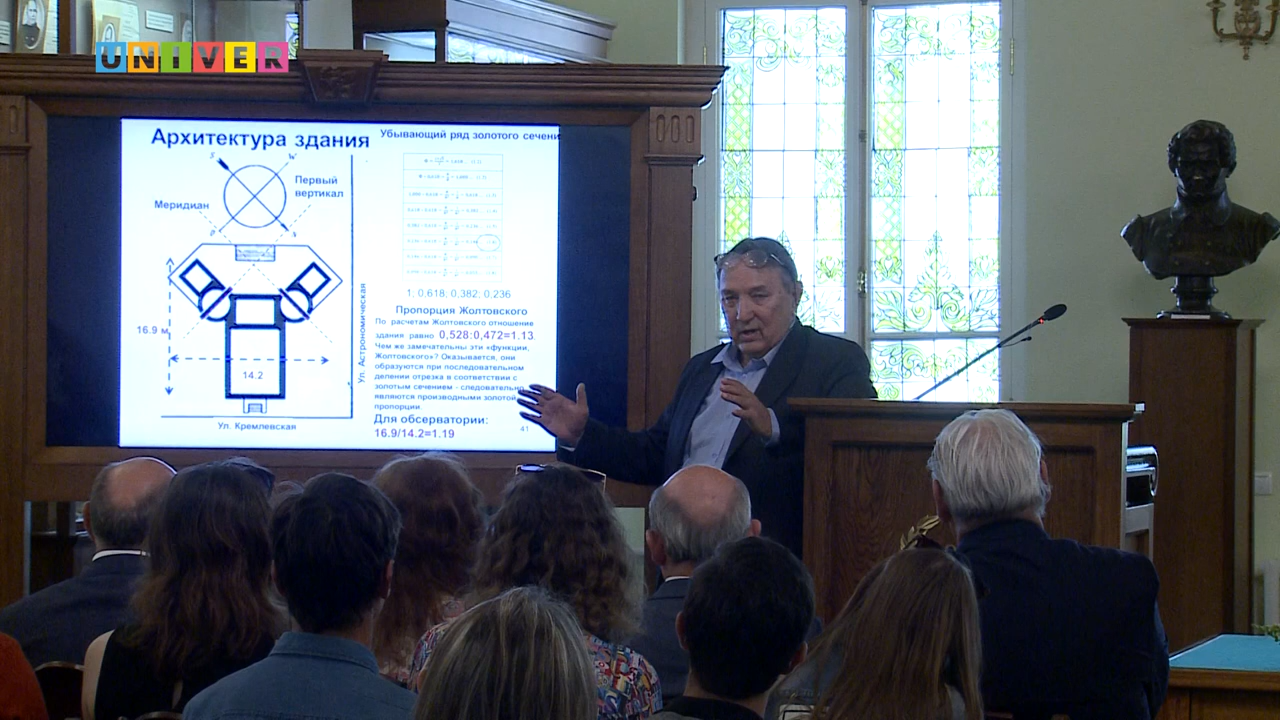 UNIVER
Архитектура здания
Убывающий ряд золотого сечени
S
W
Первый
вертикал
Меридиан
16.9 м
14.2
Ул. Астрономическая
Ул. Кремлевская
1; 0.618; 0.382; 0.236
Пропорция Жолтовского
По расчетам Жолтовского отношение
здания равно 0,528:0,472=1.13.
Чем же замечательны эти «функции,
Жолтовского»? Оказывается, они
образуются при последовательном
делении отрезка в соответствии с
золотым сечением - следовательно
являются производными золотой
пропорции.
Для обсерватории:
16.9/14.2=1.19
41